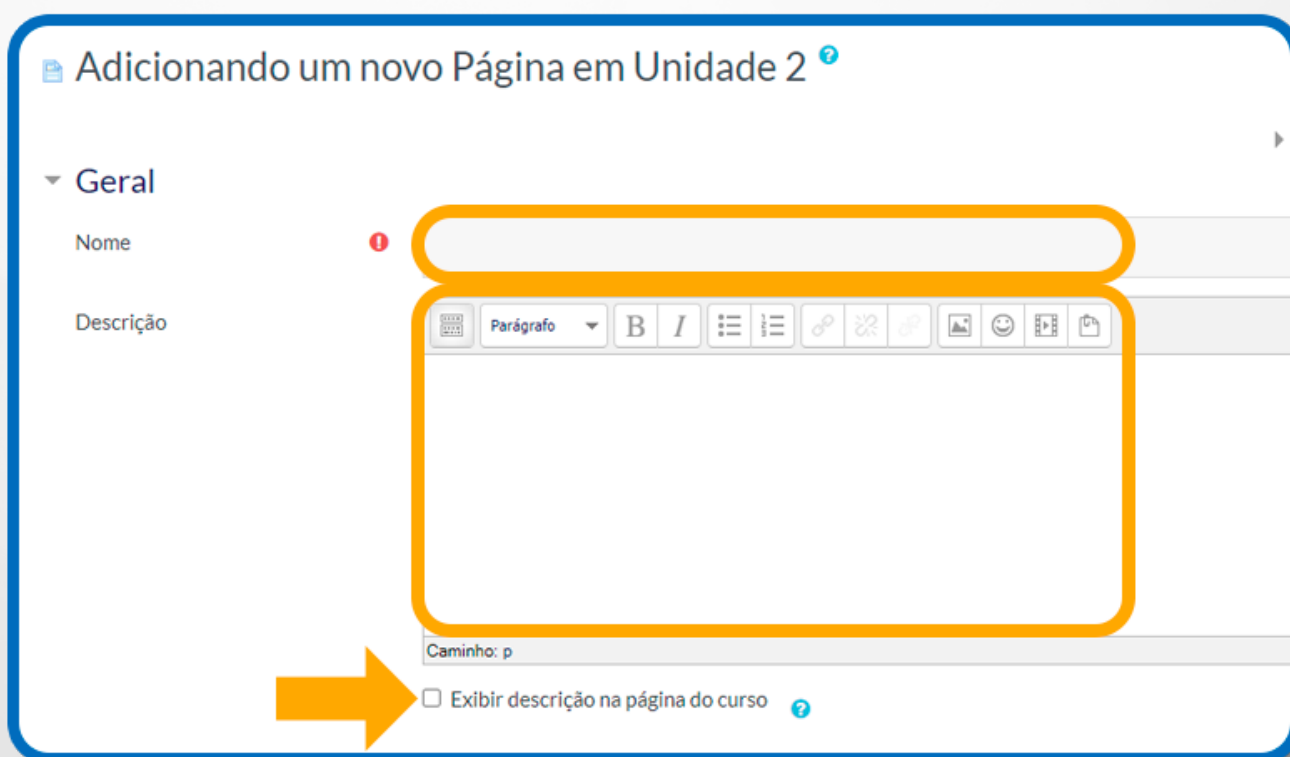 Adicionando um novo Página em Unidade 2
Geral
Nome
Descrição
Parágrafo B I
Caminho: p
Exibir descrição na página do curso